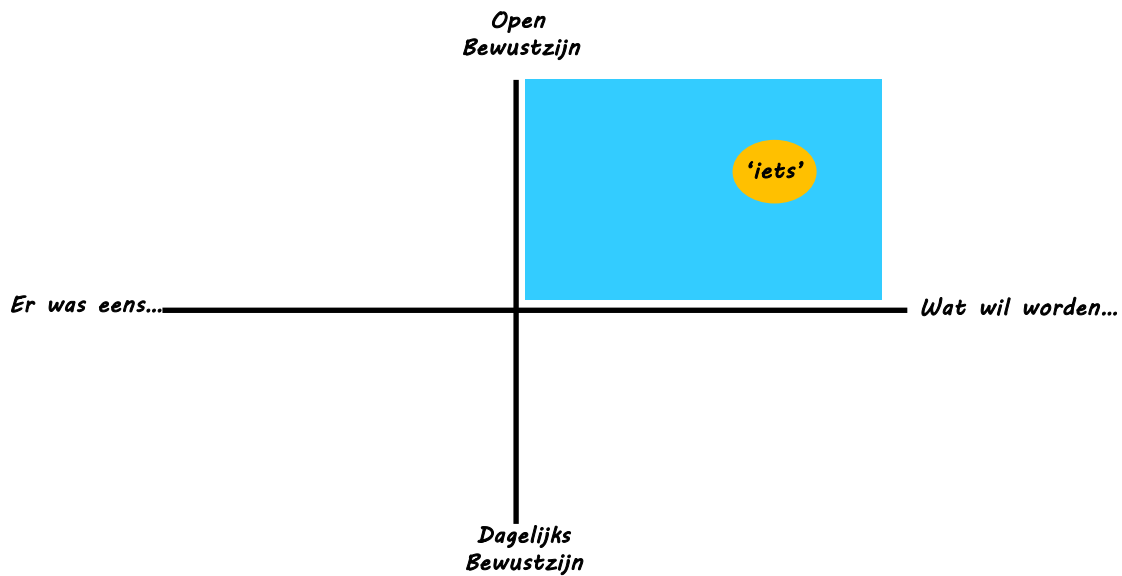 Open
Bewustzijn
‘iets’
Er was eens...
Wat wil worden...
Dagelijks
Bewustzijn